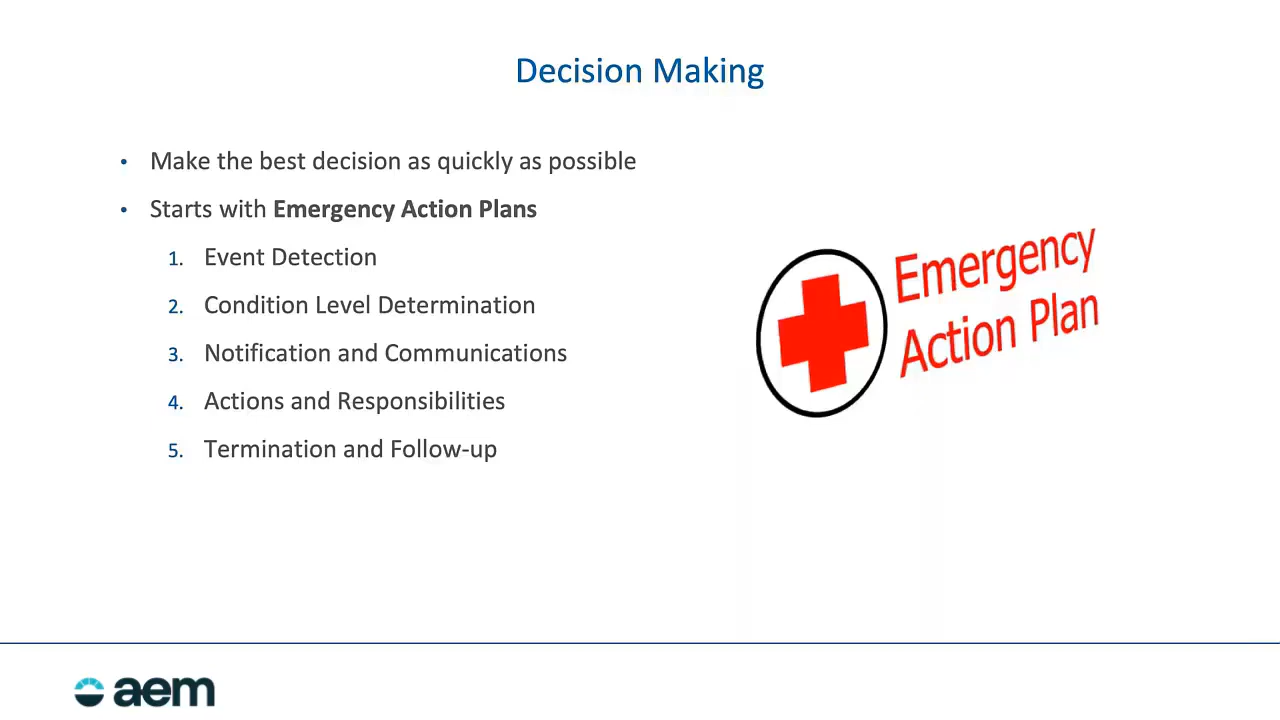 Decision Making
• Make the best decision as quickly as possible
• Starts with Emergency Action Plans
1. Event Detection
2. Condition Level Determination
3. Notification and Communications
4. Actions and Responsibilities
5. Termination and Follow-up
Emergency
Action Plan
aem